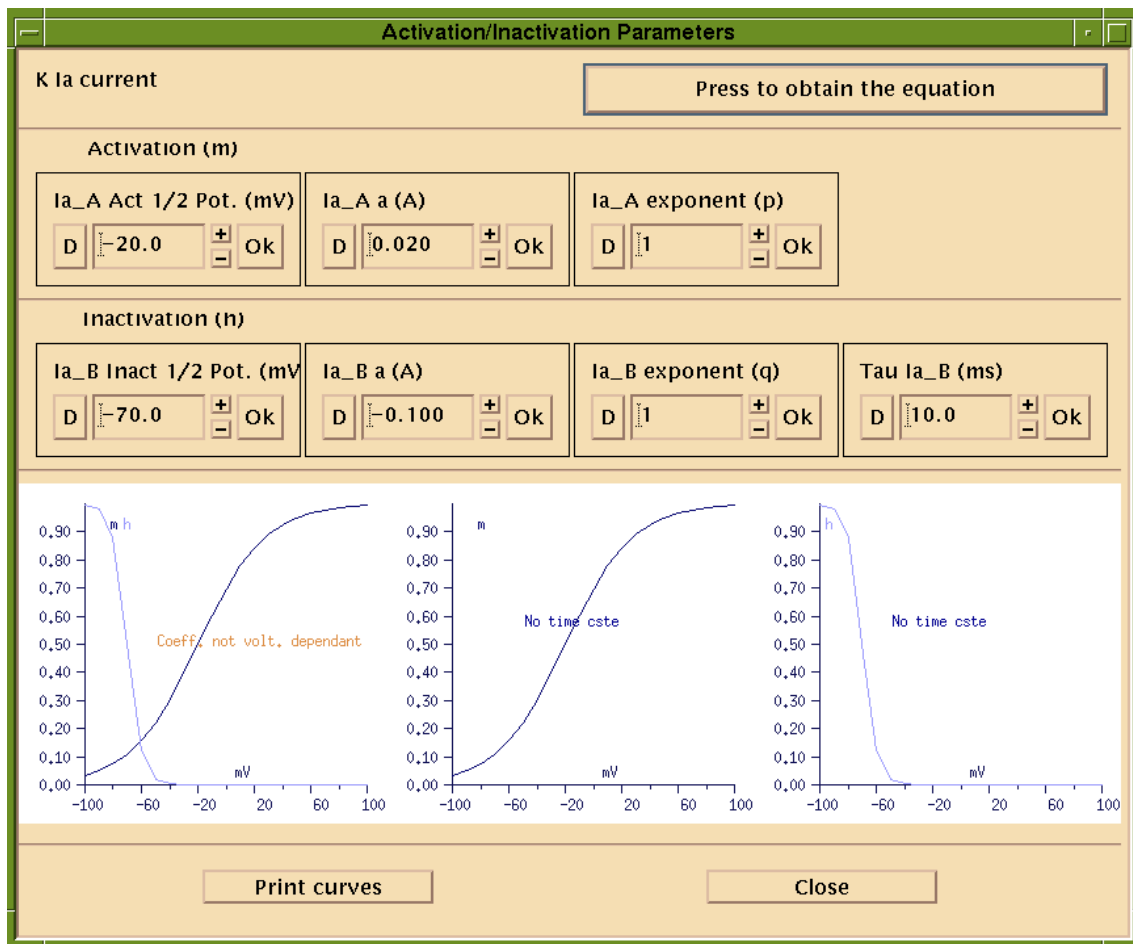 Activation/Inactivation Parameters
K Ia current
Press to obtain the equation
Activation (m)
Ia_A Act 1/2 Pot. (mV)
Ia_A a (A)
Ia_A exponent (p)
D -20.0 + - Ok
D 0.020 + - Ok
D 1 + - Ok
Inactivation (h)
Ia_B Inact 1/2 Pot. (mV
Ia_B a (A)
Ia_B exponent (q)
Tau Ia_B (ms)
D -70.0 + - Ok
D -0.100 + - Ok
D 1 + - Ok
D 10.0 + - Ok
m h
0.90
0.80
0.70
0.60
0.50
0.40
0.30
0.20
0.10
0.00
Coeff. not volt. dependant
mV
-100 -60 -20 20 60 100
m
0.90
0.80
0.70
0.60
0.50
0.40
0.30
0.20
0.10
0.00
No time cste
mV
-100 -60 -20 20 60 100
h
0.90
0.80
0.70
0.60
0.50
0.40
0.30
0.20
0.10
0.00
No time cste
mV
-100 -60 -20 20 60 100
Print curves
Close